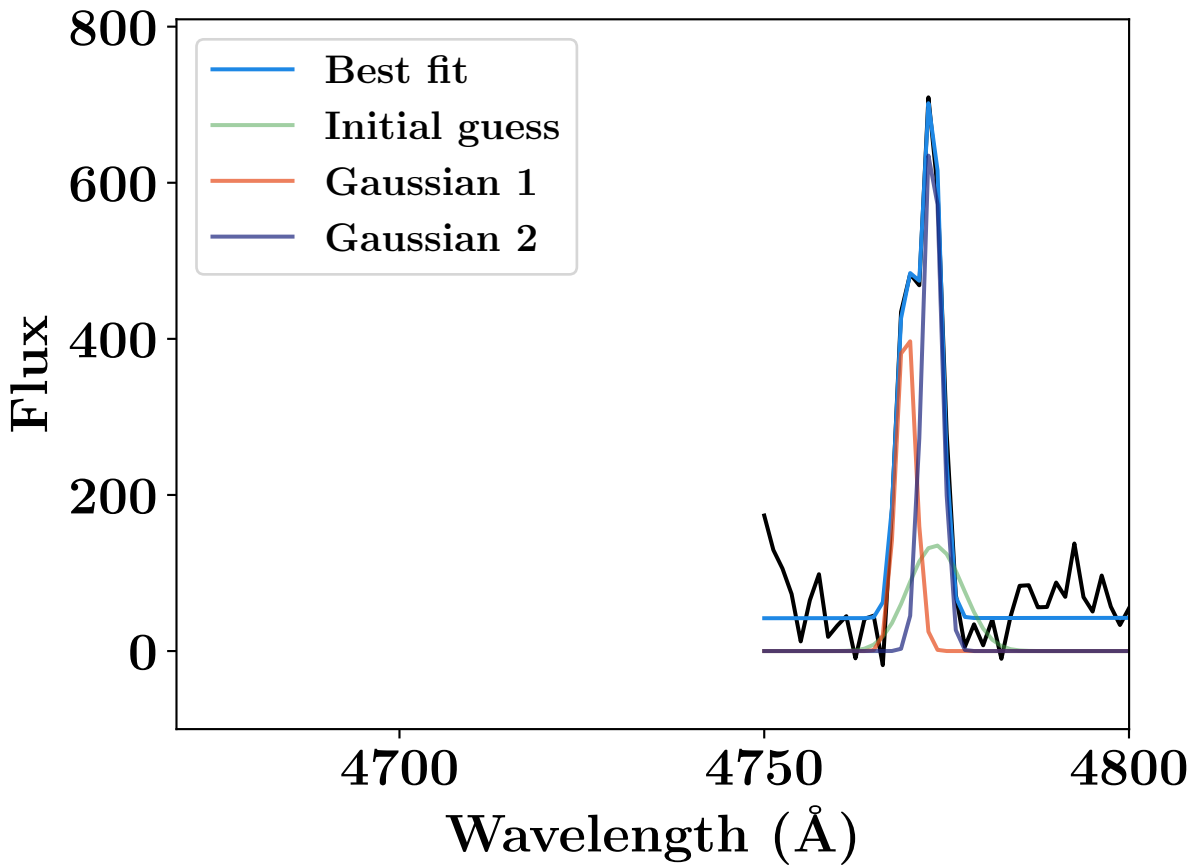 800
600
400
200
0
Flux
Best fit
Initial guess
Gaussian 1
Gaussian 2
4700 4750 4800
Wavelength (Å)